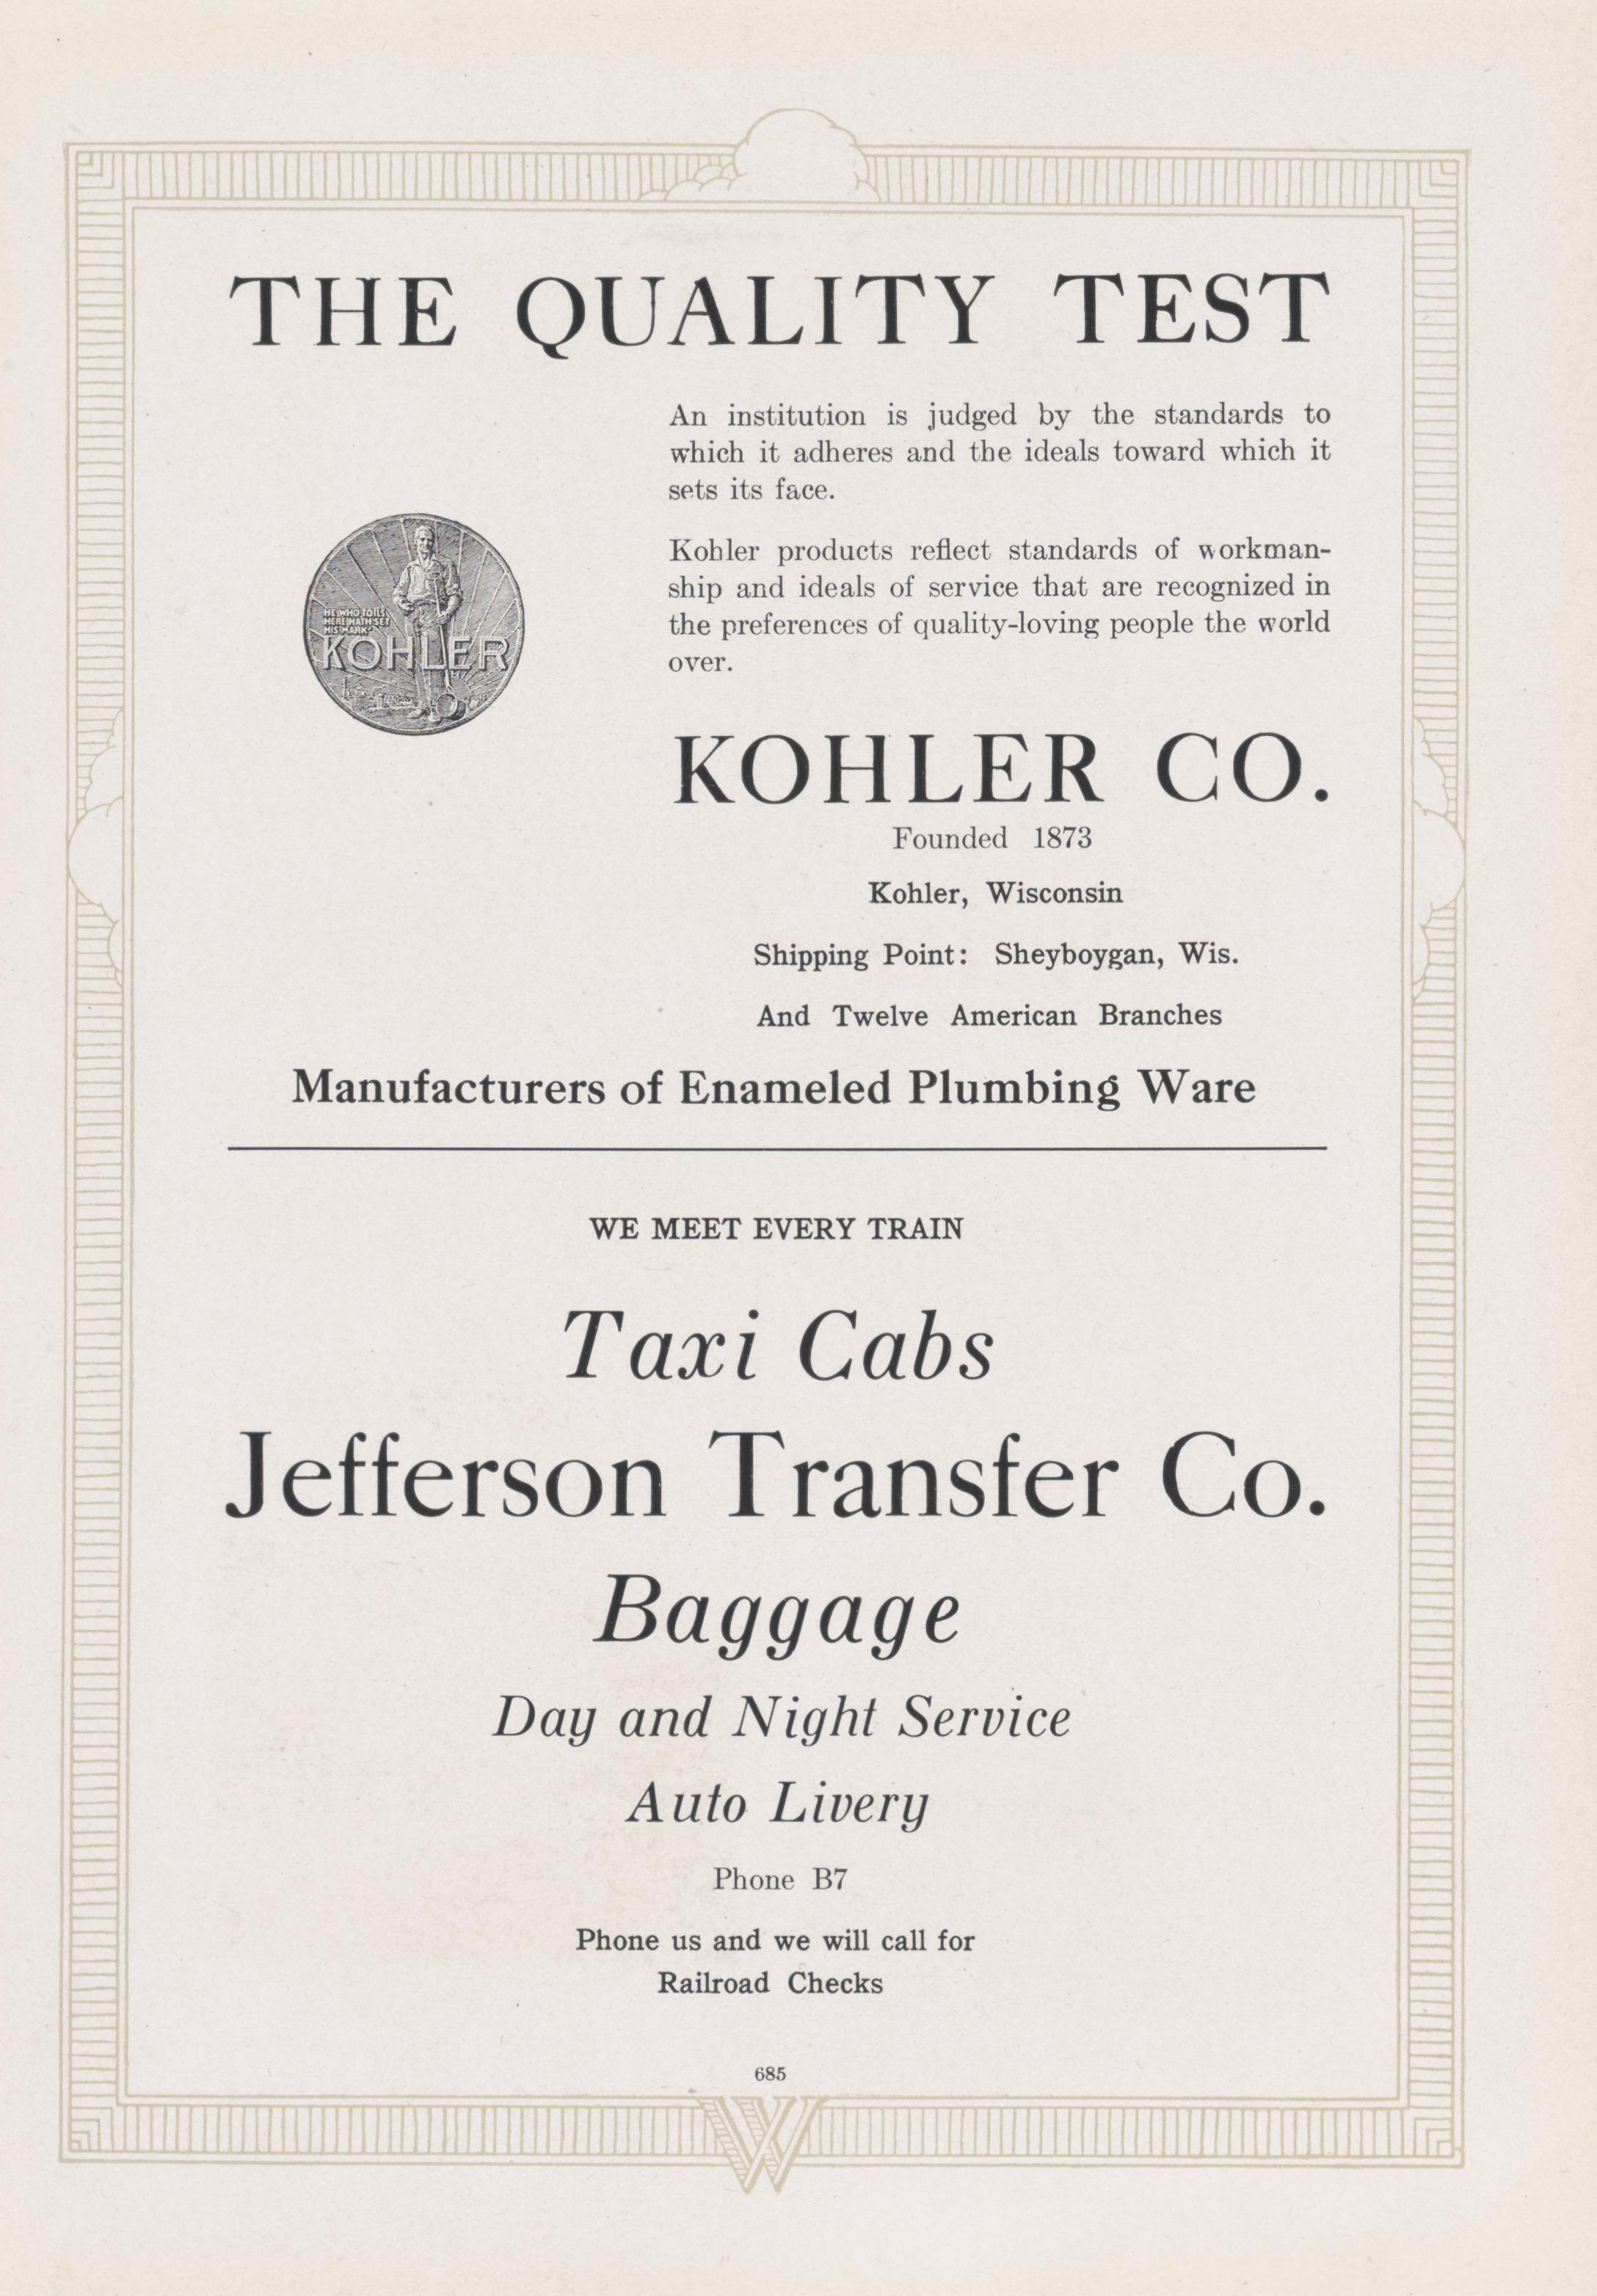 THE QUALITY TEST
An institution is judged by the standards to
which it adheres and the ideals toward which it
sets its face.
HE WHO TOILS
HERE HATH SET
HIS MARK
KOHLER
Kohler products reflect standards of workman-
ship and ideals of service that are recognized in
the preferences of quality-loving people the world
over.
KOHLER CO.
Founded 1873
Kohler, Wisconsin
Shipping Point: Sheyboygan, Wis.
And Twelve American Branches
Manufacturers of Enameled Plumbing Ware
WE MEET EVERY TRAIN
Taxi Cabs
Jefferson Transfer Co.
Baggage
Day and Night Service
Auto Livery
Phone B7
Phone us and we will call for
Railroad Checks
685
W